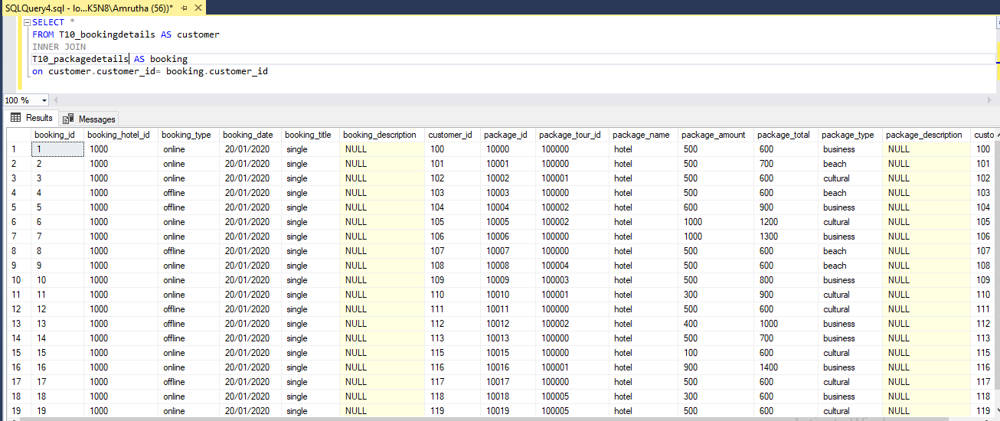 SQLQuery4.sql - lo...K5N8\Amrutha (56))*
SELECT *
FROM T10_bookingdetails AS customer
INNER JOIN
T10_packagedetails AS booking
on customer.customer_id= booking.customer_id
100 %
Results Messages
booking_id booking_hotel_id booking_type booking_date booking_title booking_description customer_id package_id package_tour_id package_name package_amount package_total package_type package_description custo
1 1 1000 online 20/01/2020 single NULL 100 10000 100000 hotel 500 600 business NULL 100
2 2 1000 online 20/01/2020 single NULL 101 10001 100000 hotel 500 700 beach NULL 101
3 3 1000 online 20/01/2020 single NULL 102 10002 100001 hotel 500 600 cultural NULL 102
4 4 1000 offline 20/01/2020 single NULL 103 10003 100000 hotel 500 600 beach NULL 103
5 5 1000 offline 20/01/2020 single NULL 104 10004 100002 hotel 600 900 business NULL 104
6 6 1000 online 20/01/2020 single NULL 105 10005 100002 hotel 1000 1200 cultural NULL 105
7 7 1000 online 20/01/2020 single NULL 106 10006 100000 hotel 1000 1300 business NULL 106
8 8 1000 offline 20/01/2020 single NULL 107 10007 100000 hotel 500 600 beach NULL 107
9 9 1000 online 20/01/2020 single NULL 108 10008 100004 hotel 500 600 beach NULL 108
10 10 1000 online 20/01/2020 single NULL 109 10009 100003 hotel 500 800 business NULL 109
11 11 1000 online 20/01/2020 single NULL 110 10010 100001 hotel 300 900 cultural NULL 110
12 12 1000 offline 20/01/2020 single NULL 111 10011 100000 hotel 500 600 cultural NULL 111
13 13 1000 offline 20/01/2020 single NULL 112 10012 100002 hotel 400 1000 business NULL 112
14 14 1000 offline 20/01/2020 single NULL 113 10013 100000 hotel 500 700 business NULL 113
15 15 1000 online 20/01/2020 single NULL 115 10015 100000 hotel 100 600 cultural NULL 115
16 16 1000 online 20/01/2020 single NULL 116 10016 100001 hotel 900 1400 business NULL 116
17 17 1000 offline 20/01/2020 single NULL 117 10017 100000 hotel 500 600 cultural NULL 117
18 18 1000 online 20/01/2020 single NULL 118 10018 100005 hotel 300 600 business NULL 118
19 19 1000 online 20/01/2020 single NULL 119 10019 100005 hotel 500 600 cultural NULL 119